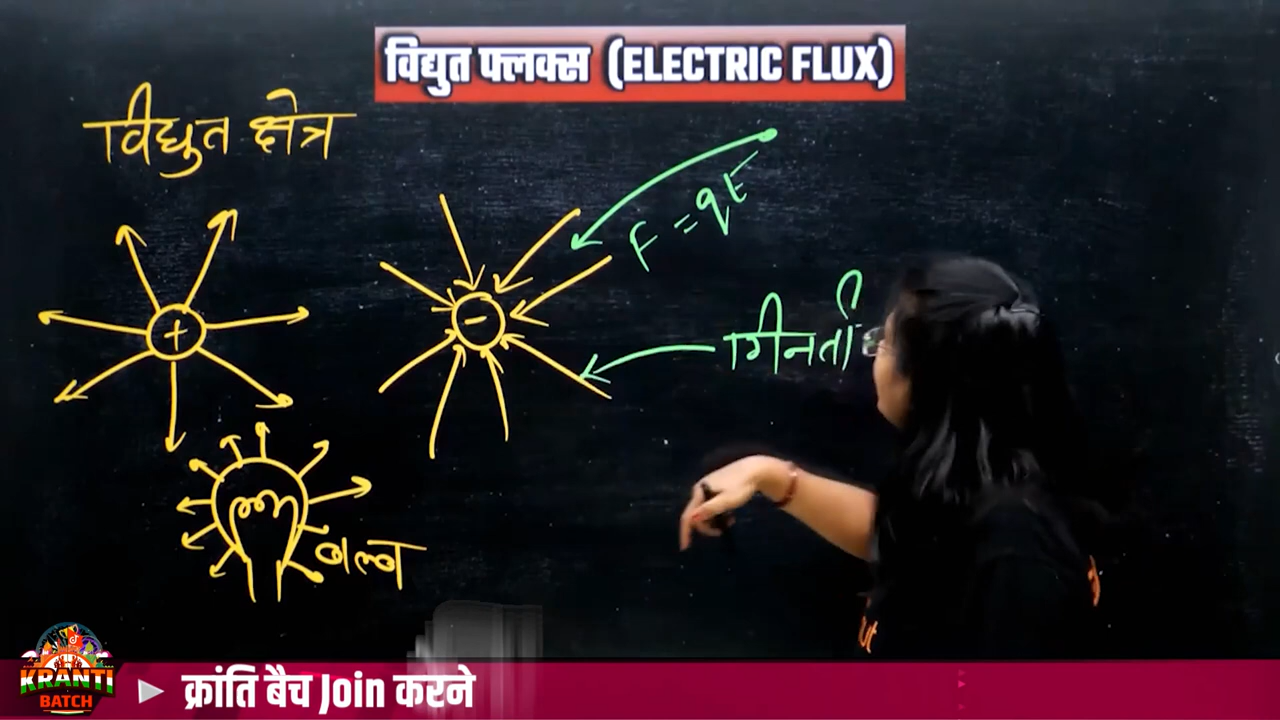 विद्युत फ्लक्स (ELECTRIC FLUX)
विद्युत क्षेत्र
F = qE
+
-
गिनती
बल्ब
KRANTI
BATCH
क्रांति बैच Join करने